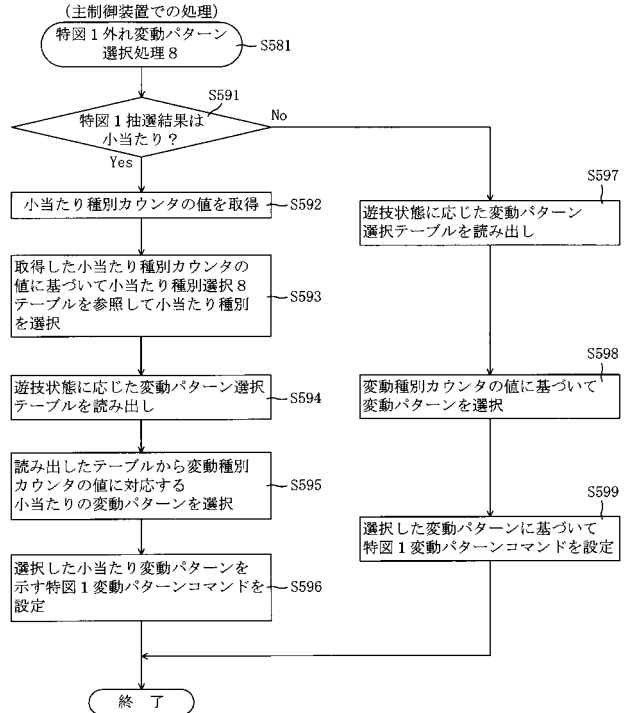 (主制御装置での処理)
特図1外れ変動パターン
選択処理8
S581
S591
特図1抽選結果は
小当たり?
No
Yes
小当たり種別カウンタの値を取得
S592
取得した小当たり種別カウンタの
値に基づいて小当たり種別選択8
テーブルを参照して小当たり種別
を選択
S593
遊技状態に応じた変動パターン選択
テーブルを読み出し
S594
読み出したテーブルから変動種別
カウンタの値に対応する
小当たりの変動パターンを選択
S595
選択した小当たり変動パターンを
示す特図1変動パターンコマンドを
設定
S596
S597
遊技状態に応じた変動パターン
選択テーブルを読み出し
S598
変動種別カウンタの値に基づいて
変動パターンを選択
S599
選択した変動パターンに基づいて
特図1変動パターンコマンドを設定
終 了